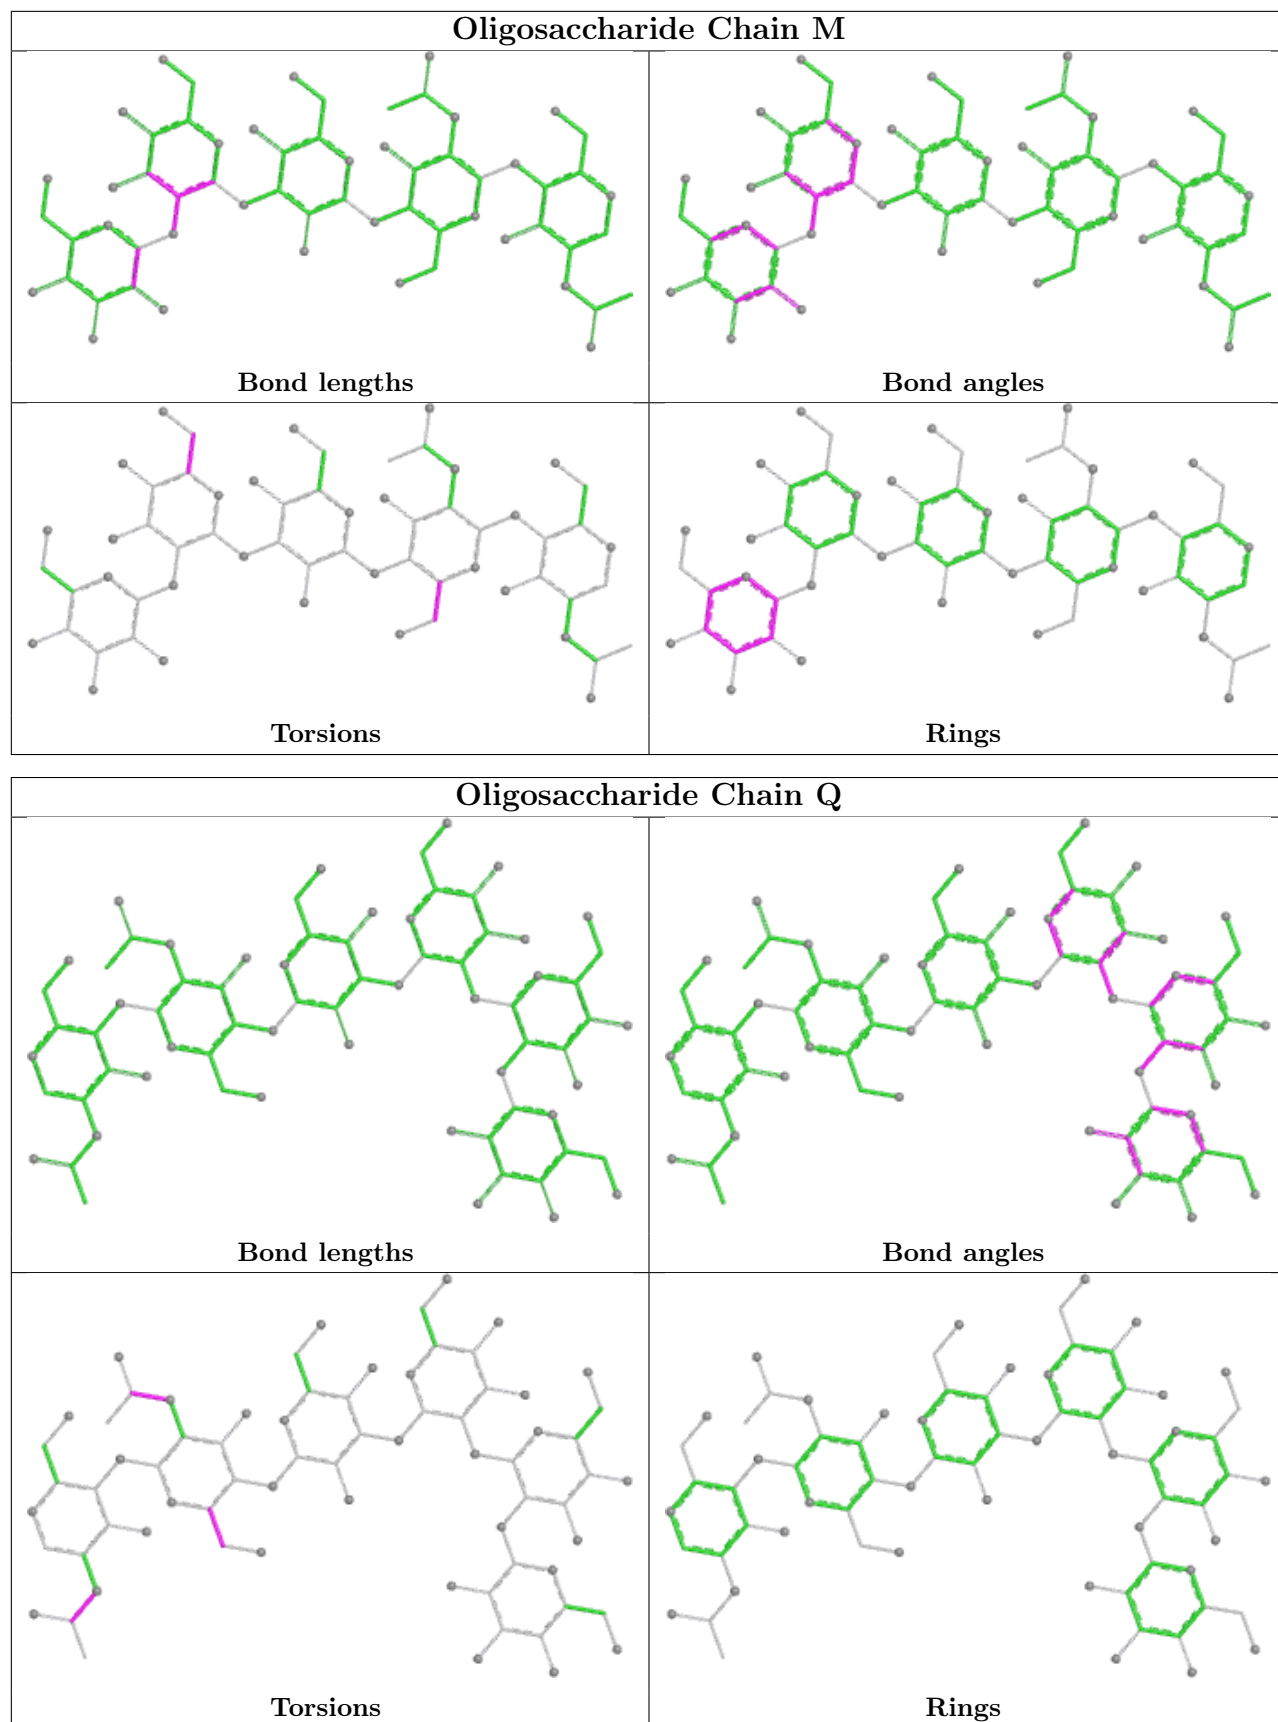 Oligosaccharide Chain M
Bond lengths
Bond angles
Torsions
Rings
Oligosaccharide Chain Q
Bond lengths
Bond angles
Torsions
Rings